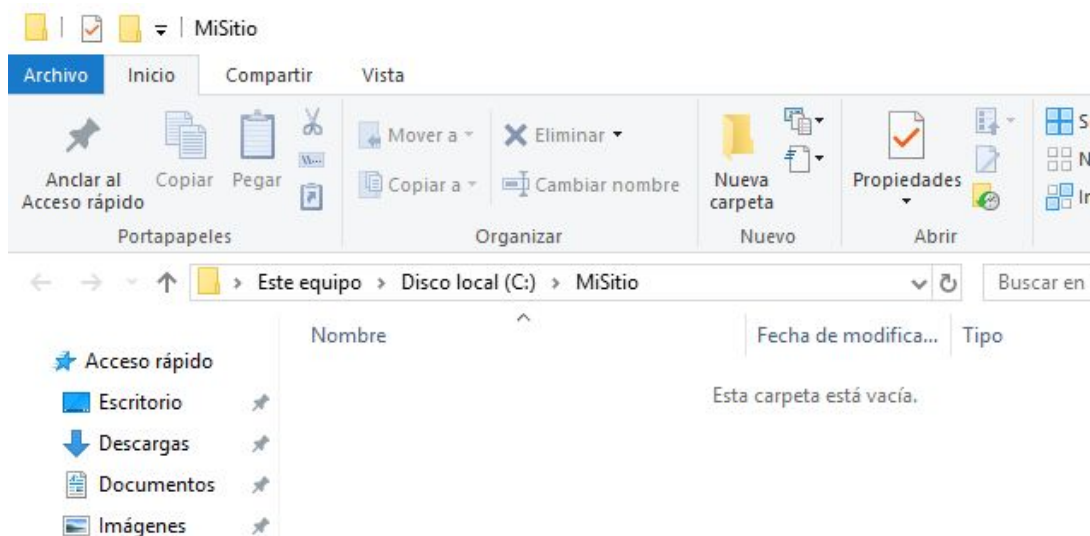 MiSitio
Archivo Inicio Compartir Vista
Anclar al Acceso rápido
Copiar
Pegar
Mover a
Copiar a
Eliminar
Cambiar nombre
Nueva carpeta
Propiedades
Portapapeles Organizar Nuevo Abrir
Este equipo > Disco local (C:) > MiSitio
Buscar en
Nombre Fecha de modifica... Tipo
Esta carpeta está vacía.
Acceso rápido
Escritorio
Descargas
Documentos
Imágenes